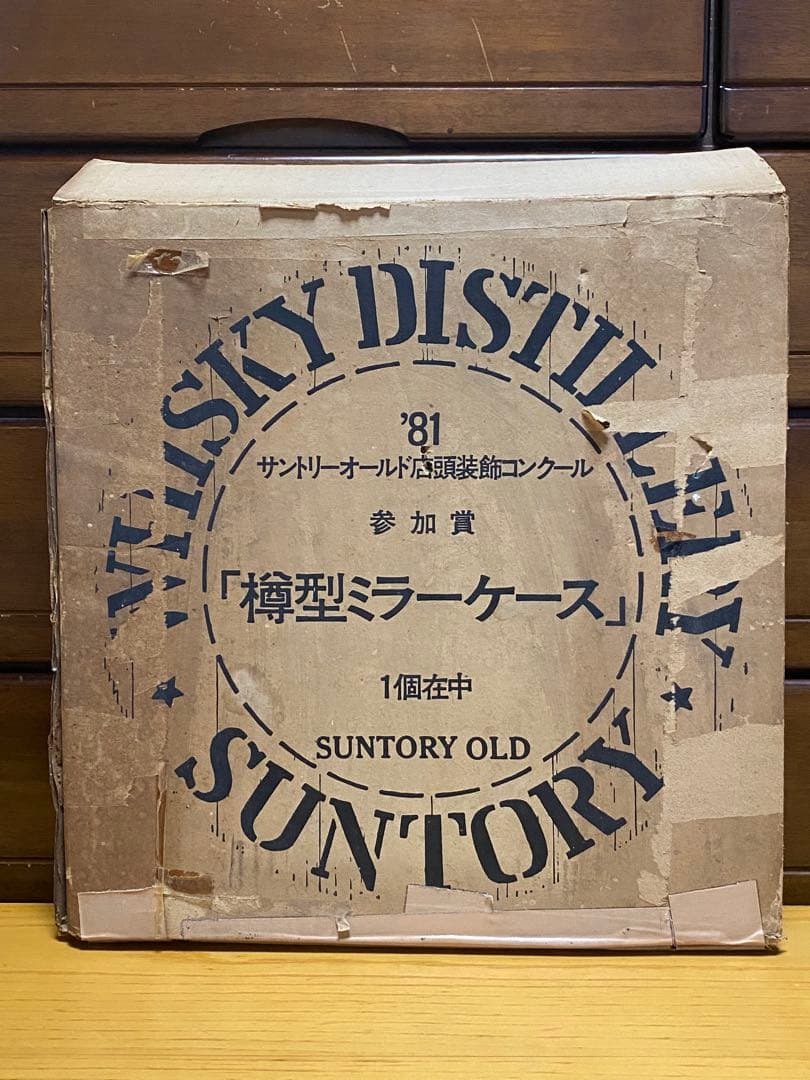 WHISKY DISTILLERY
'81
サントリーオールド店頭装飾コンクール
参加賞
「樽型ミラーケース」
1個在中
SUNTORY OLD
SUNTORY